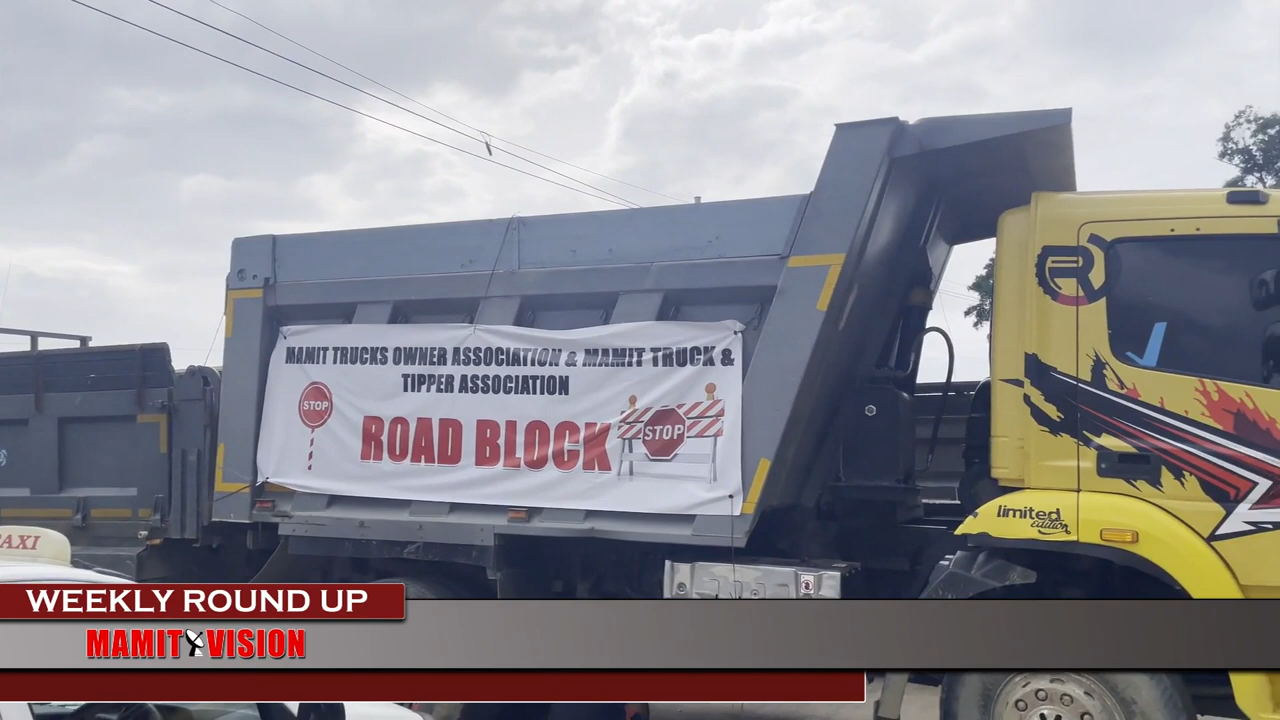 MAMIT TRUCKS OWNER ASSOCIATION & MAMIT TRUCK &
TIPPER ASSOCIATION
STOP
ROAD BLOCK
STOP
R
limited
edition
TAXI
WEEKLY ROUND UP
MAMIT VISION